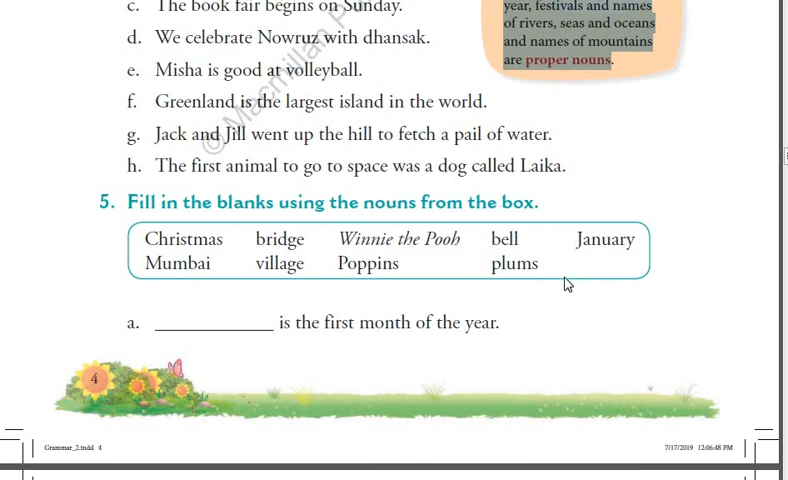 c. The book fair begins on Sunday.
d. We celebrate Nowruz with dhansak.
e. Misha is good at volleyball.
f. Greenland is the largest island in the world.
g. Jack and Jill went up the hill to fetch a pail of water.
h. The first animal to go to space was a dog called Laika.
year, festivals and names
of rivers, seas and oceans
and names of mountains
are proper nouns.
© Macmillan
5. Fill in the blanks using the nouns from the box.
Christmas bridge Winnie the Pooh bell January
Mumbai village Poppins plums
a. ____________ is the first month of the year.
4
Grammar_2.indd 4 7/17/2019 12:06:48 PM